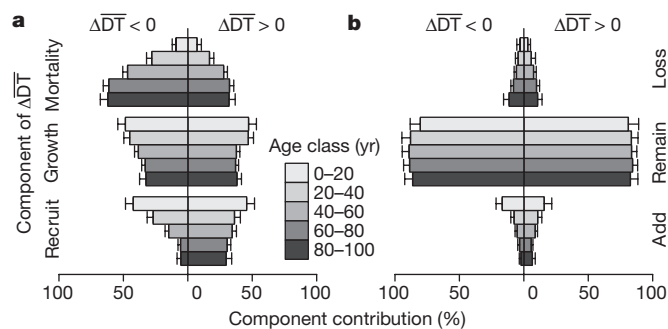 a
ΔDT < 0
ΔDT > 0
b
ΔDT < 0
ΔDT > 0
Component of ΔDT
Mortality
Growth
Recruit
Age class (yr)
0–20
20–40
40–60
60–80
80–100
Loss
Remain
Add
100 50 0 50 100
100 50 0 50 100
Component contribution (%)